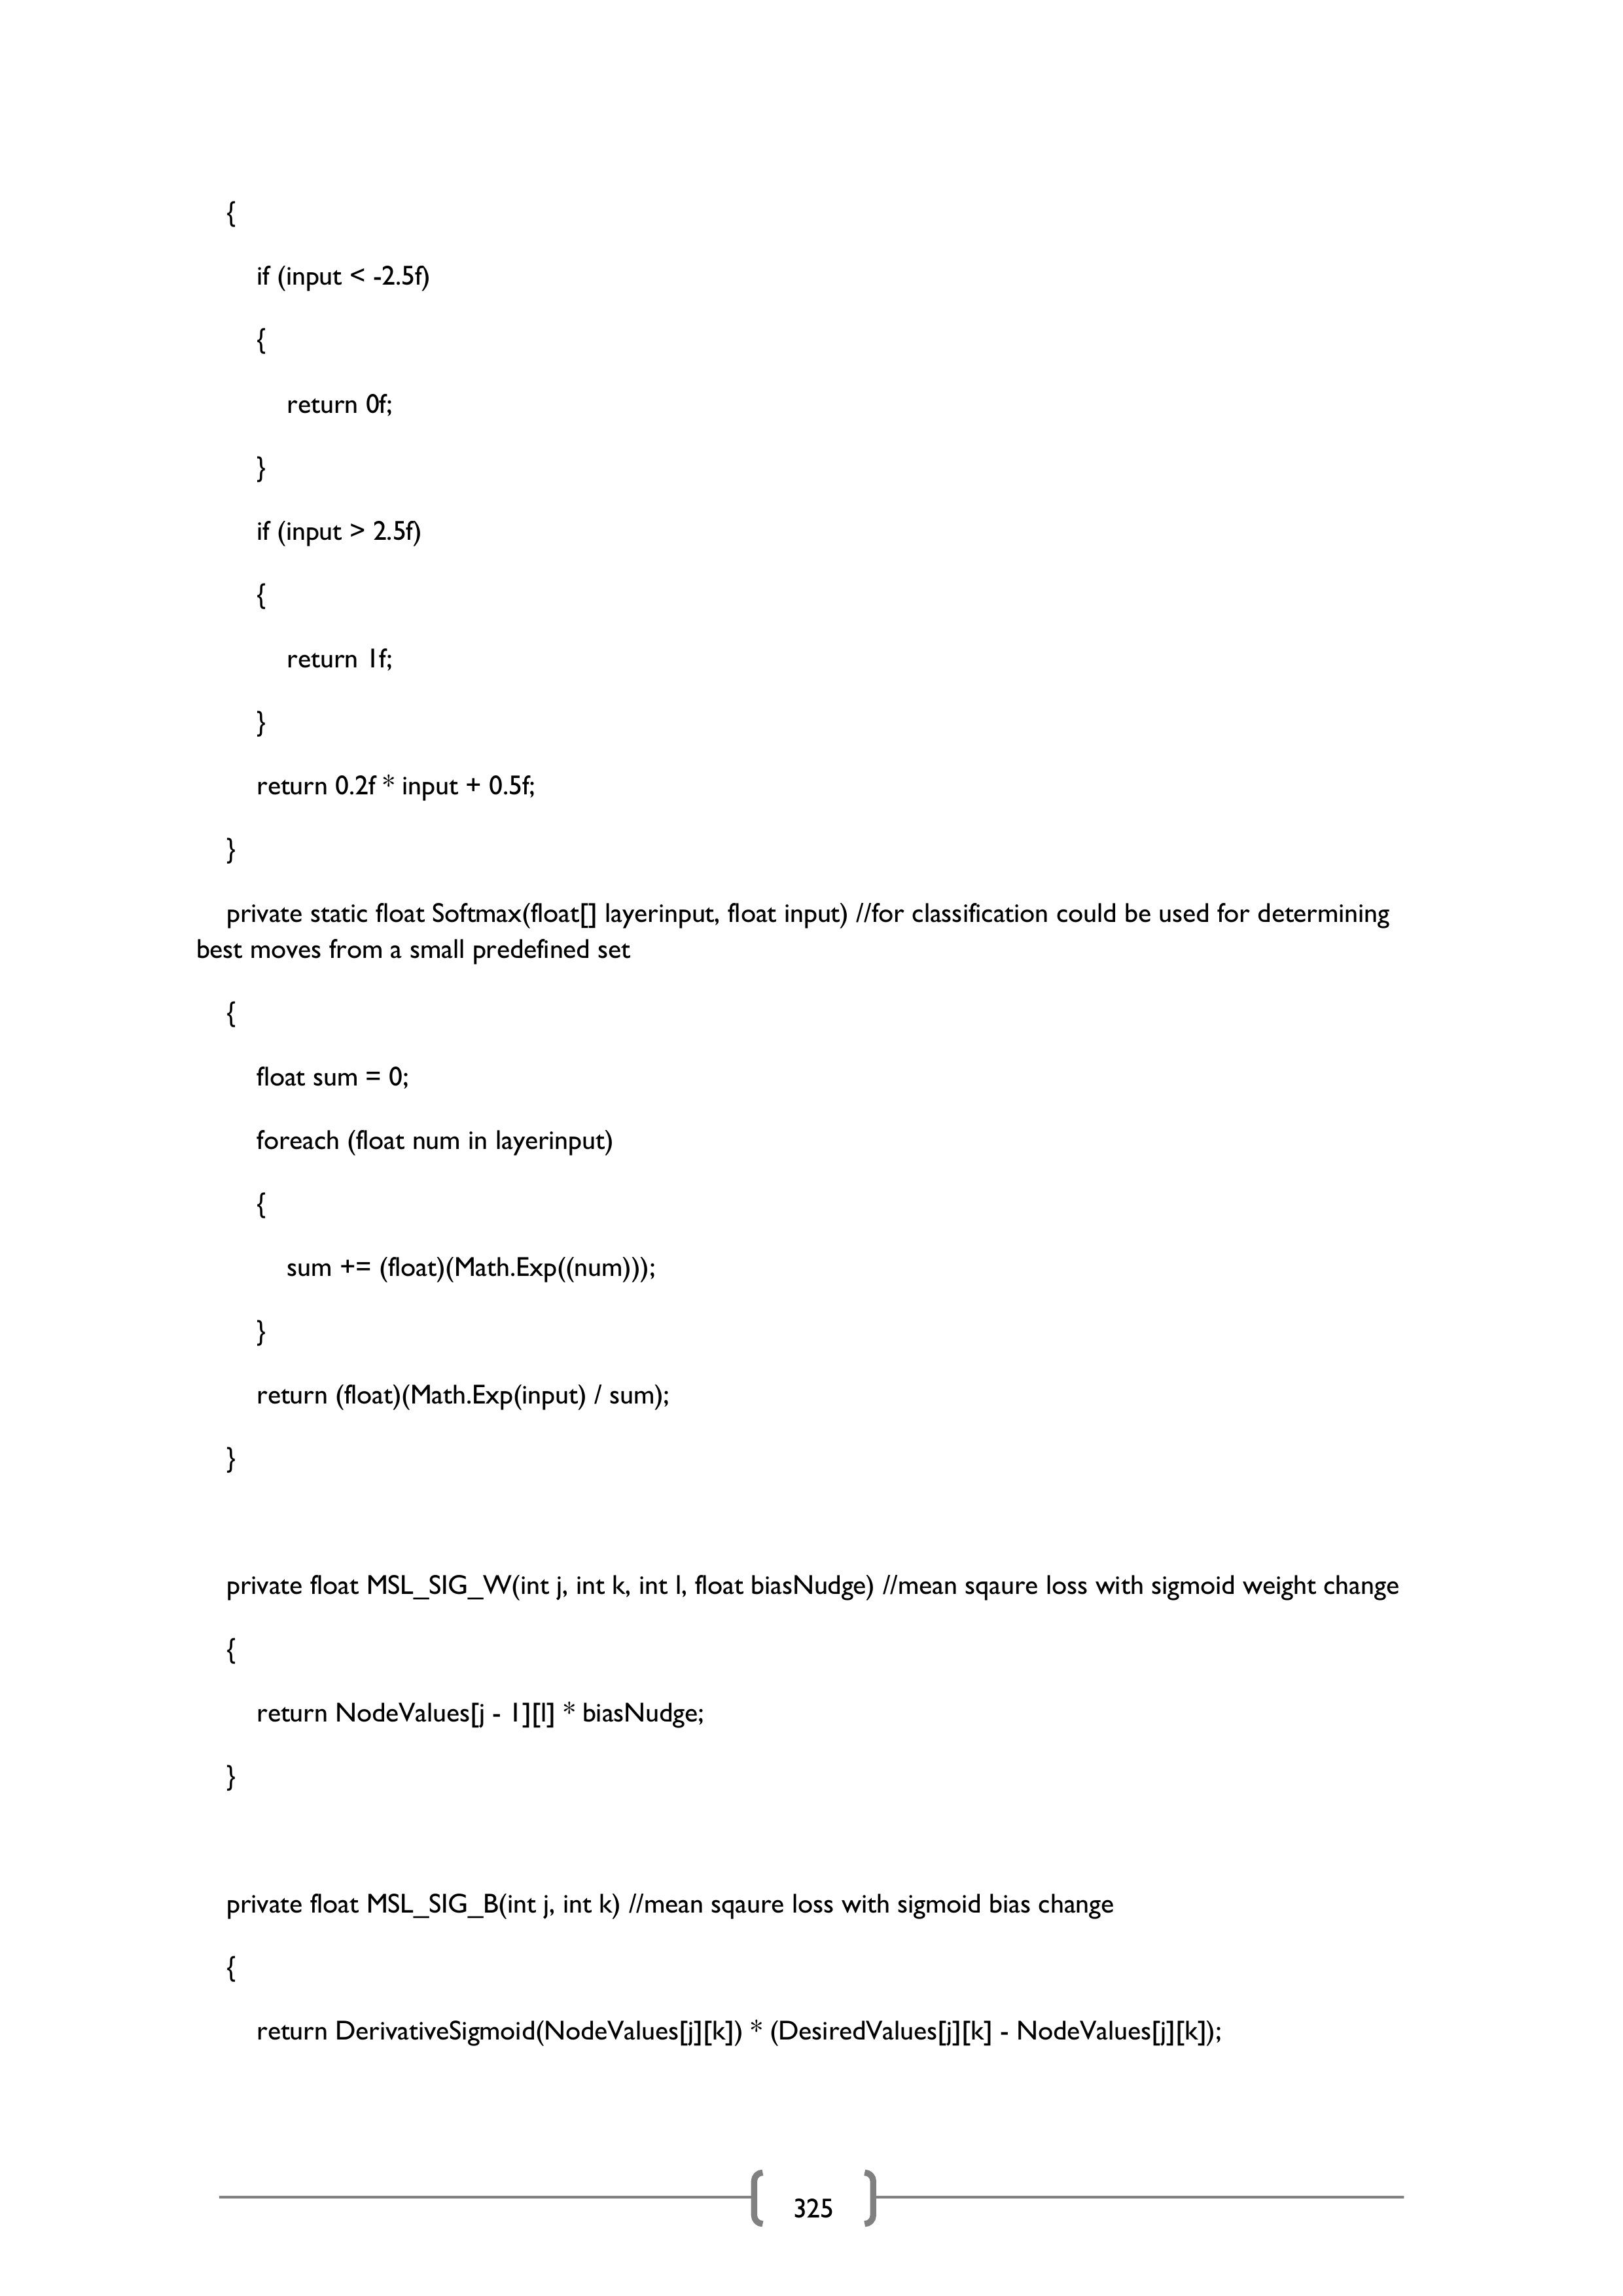 {
if (input < -2.5f)
{
return 0f;
}
if (input > 2.5f)
{
return 1f;
}
return 0.2f * input + 0.5f;
}
private static float Softmax(float[] layerinput, float input) //for classification could be used for determining
best moves from a small predefined set
{
float sum = 0;
foreach (float num in layerinput)
{
sum += (float)(Math.Exp((num)));
}
return (float)(Math.Exp(input) / sum);
}
private float MSL_SIG_W(int j, int k, int l, float biasNudge) //mean sqaure loss with sigmoid weight change
{
return NodeValues[j - 1][l] * biasNudge;
}
private float MSL_SIG_B(int j, int k) //mean sqaure loss with sigmoid bias change
{
return DerivativeSigmoid(NodeValues[j][k]) * (DesiredValues[j][k] - NodeValues[j][k]);
325